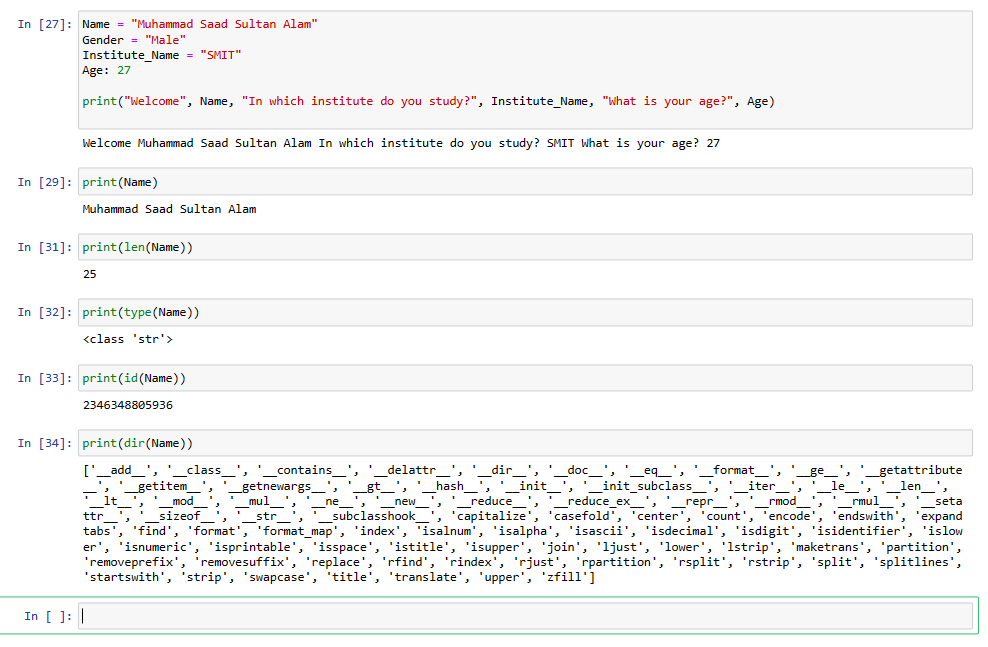 In [27]: Name = "Muhammad Saad Sultan Alam"
Gender = "Male"
Institute_Name = "SMIT"
Age: 27
print("Welcome", Name, "In which institute do you study?", Institute_Name, "What is your age?", Age)
Welcome Muhammad Saad Sultan Alam In which institute do you study? SMIT What is your age? 27
In [29]: print(Name)
Muhammad Saad Sultan Alam
In [31]: print(len(Name))
25
In [32]: print(type(Name))
<class 'str'>
In [33]: print(id(Name))
2346348805936
In [34]: print(dir(Name))
['__add__', '__class__', '__contains__', '__delattr__', '__dir__', '__doc__', '__eq__', '__format__', '__ge__', '__getattribute
__', '__getitem__', '__getnewargs__', '__gt__', '__hash__', '__init__', '__init_subclass__', '__iter__', '__le__', '__len__',
'__lt__', '__mod__', '__mul__', '__ne__', '__new__', '__reduce__', '__reduce_ex__', '__repr__', '__rmod__', '__rmul__', '__seta
ttr__', '__sizeof__', '__str__', '__subclasshook__', 'capitalize', 'casefold', 'center', 'count', 'encode', 'endswith', 'expand
tabs', 'find', 'format', 'format_map', 'index', 'isalnum', 'isalpha', 'isascii', 'isdecimal', 'isdigit', 'isidentifier', 'islow
er', 'isnumeric', 'isprintable', 'isspace', 'istitle', 'isupper', 'join', 'ljust', 'lower', 'lstrip', 'maketrans', 'partition',
'removeprefix', 'removesuffix', 'replace', 'rfind', 'rindex', 'rjust', 'rpartition', 'rsplit', 'rstrip', 'split', 'splitlines',
'startswith', 'strip', 'swapcase', 'title', 'translate', 'upper', 'zfill']
In [ ]: